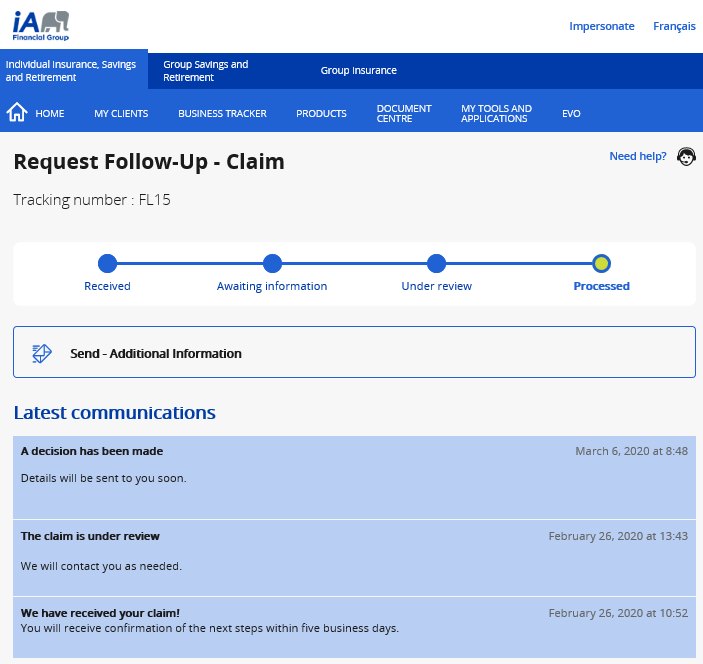 iA
Financial Group
Impersonate Français
Individual Insurance, Savings
and Retirement
Group Savings and
Retirement
Group Insurance
HOME
MY CLIENTS
BUSINESS TRACKER
PRODUCTS
DOCUMENT
CENTRE
MY TOOLS AND
APPLICATIONS
EVO
Request Follow-Up - Claim
Need help?
Tracking number : FL15
Received Awaiting information Under review Processed
Send - Additional Information
Latest communications
A decision has been made March 6, 2020 at 8:48
Details will be sent to you soon.
The claim is under review February 26, 2020 at 13:43
We will contact you as needed.
We have received your claim! February 26, 2020 at 10:52
You will receive confirmation of the next steps within five business days.